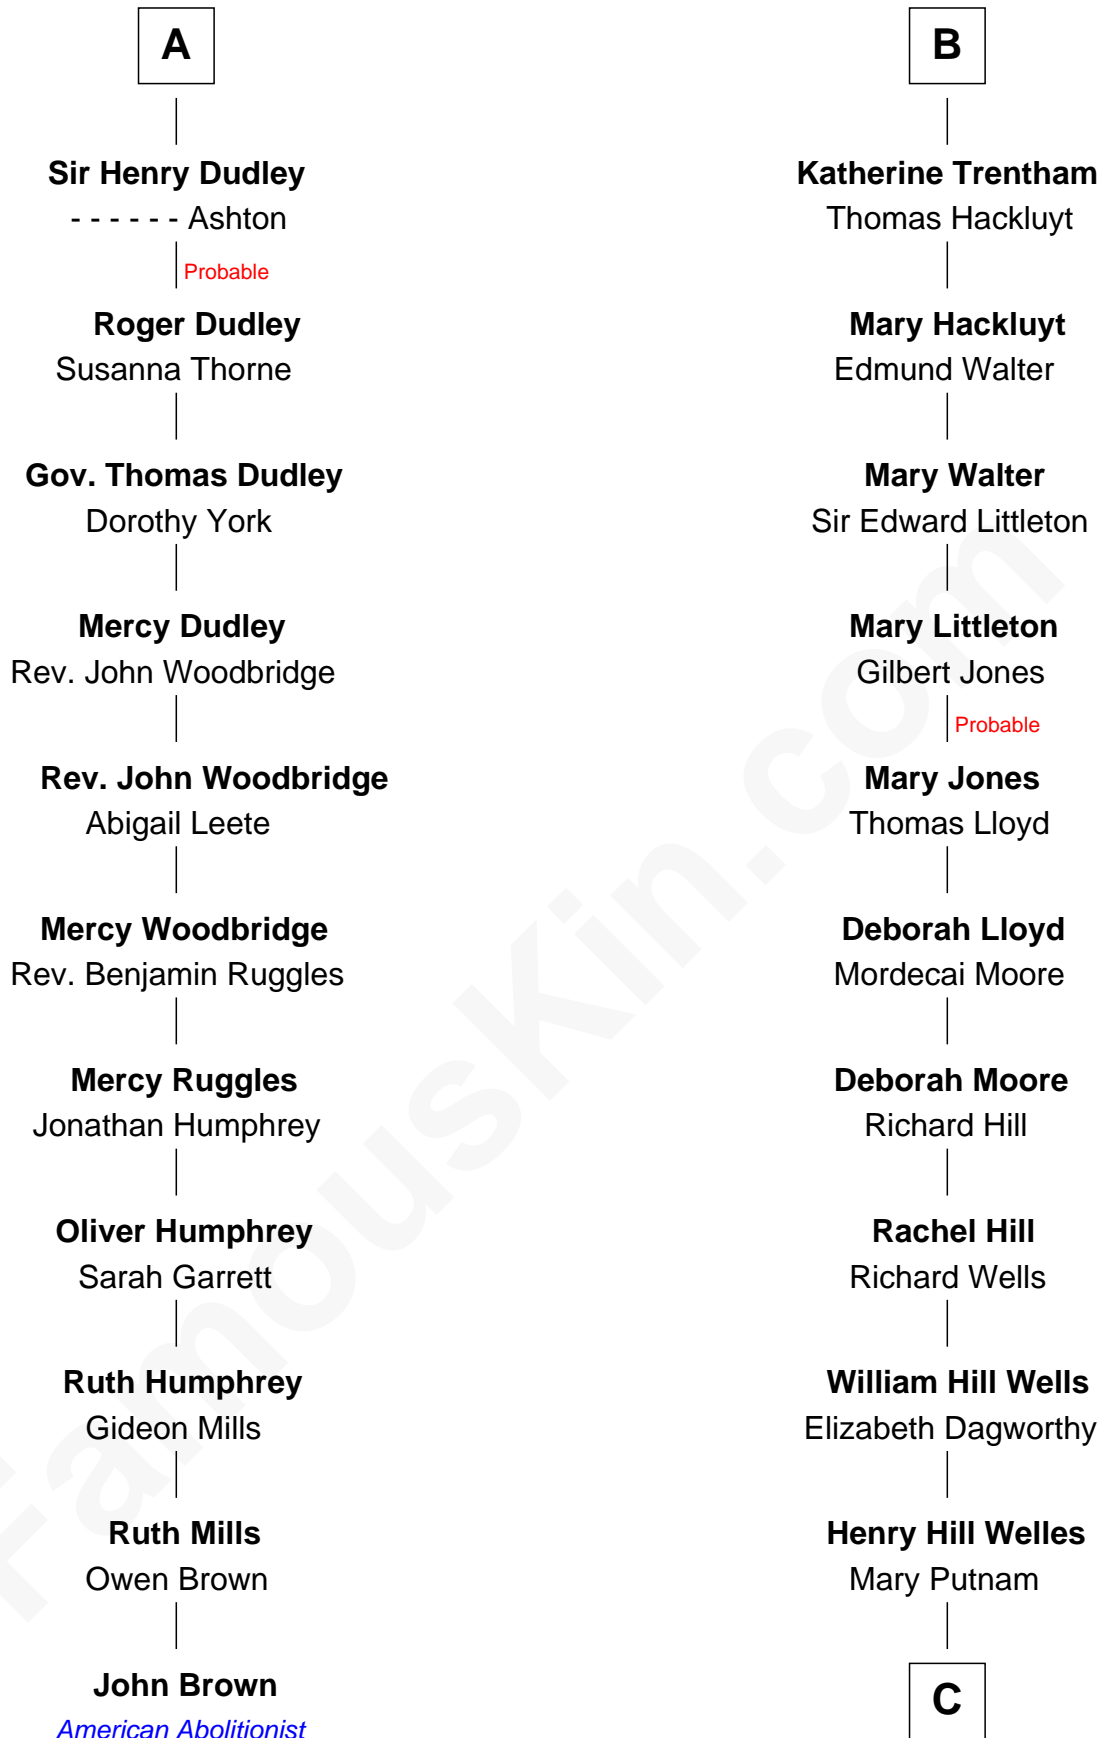 A
Sir Henry Dudley
- - - - - - Ashton
Probable
Roger Dudley
Susanna Thorne
Gov. Thomas Dudley
Dorothy York
Mercy Dudley
Rev. John Woodbridge
Rev. John Woodbridge
Abigail Leete
Mercy Woodbridge
Rev. Benjamin Ruggles
Mercy Ruggles
Jonathan Humphrey
Oliver Humphrey
Sarah Garrett
Ruth Humphrey
Gideon Mills
Ruth Mills
Owen Brown
John Brown
American Abolitionist
B
Katherine Trentham
Thomas Hackluyt
Mary Hackluyt
Edmund Walter
Mary Walter
Sir Edward Littleton
Mary Littleton
Gilbert Jones
Probable
Mary Jones
Thomas Lloyd
Deborah Lloyd
Mordecai Moore
Deborah Moore
Richard Hill
Rachel Hill
Richard Wells
William Hill Wells
Elizabeth Dagworthy
Henry Hill Welles
Mary Putnam
C
FamousKin.com